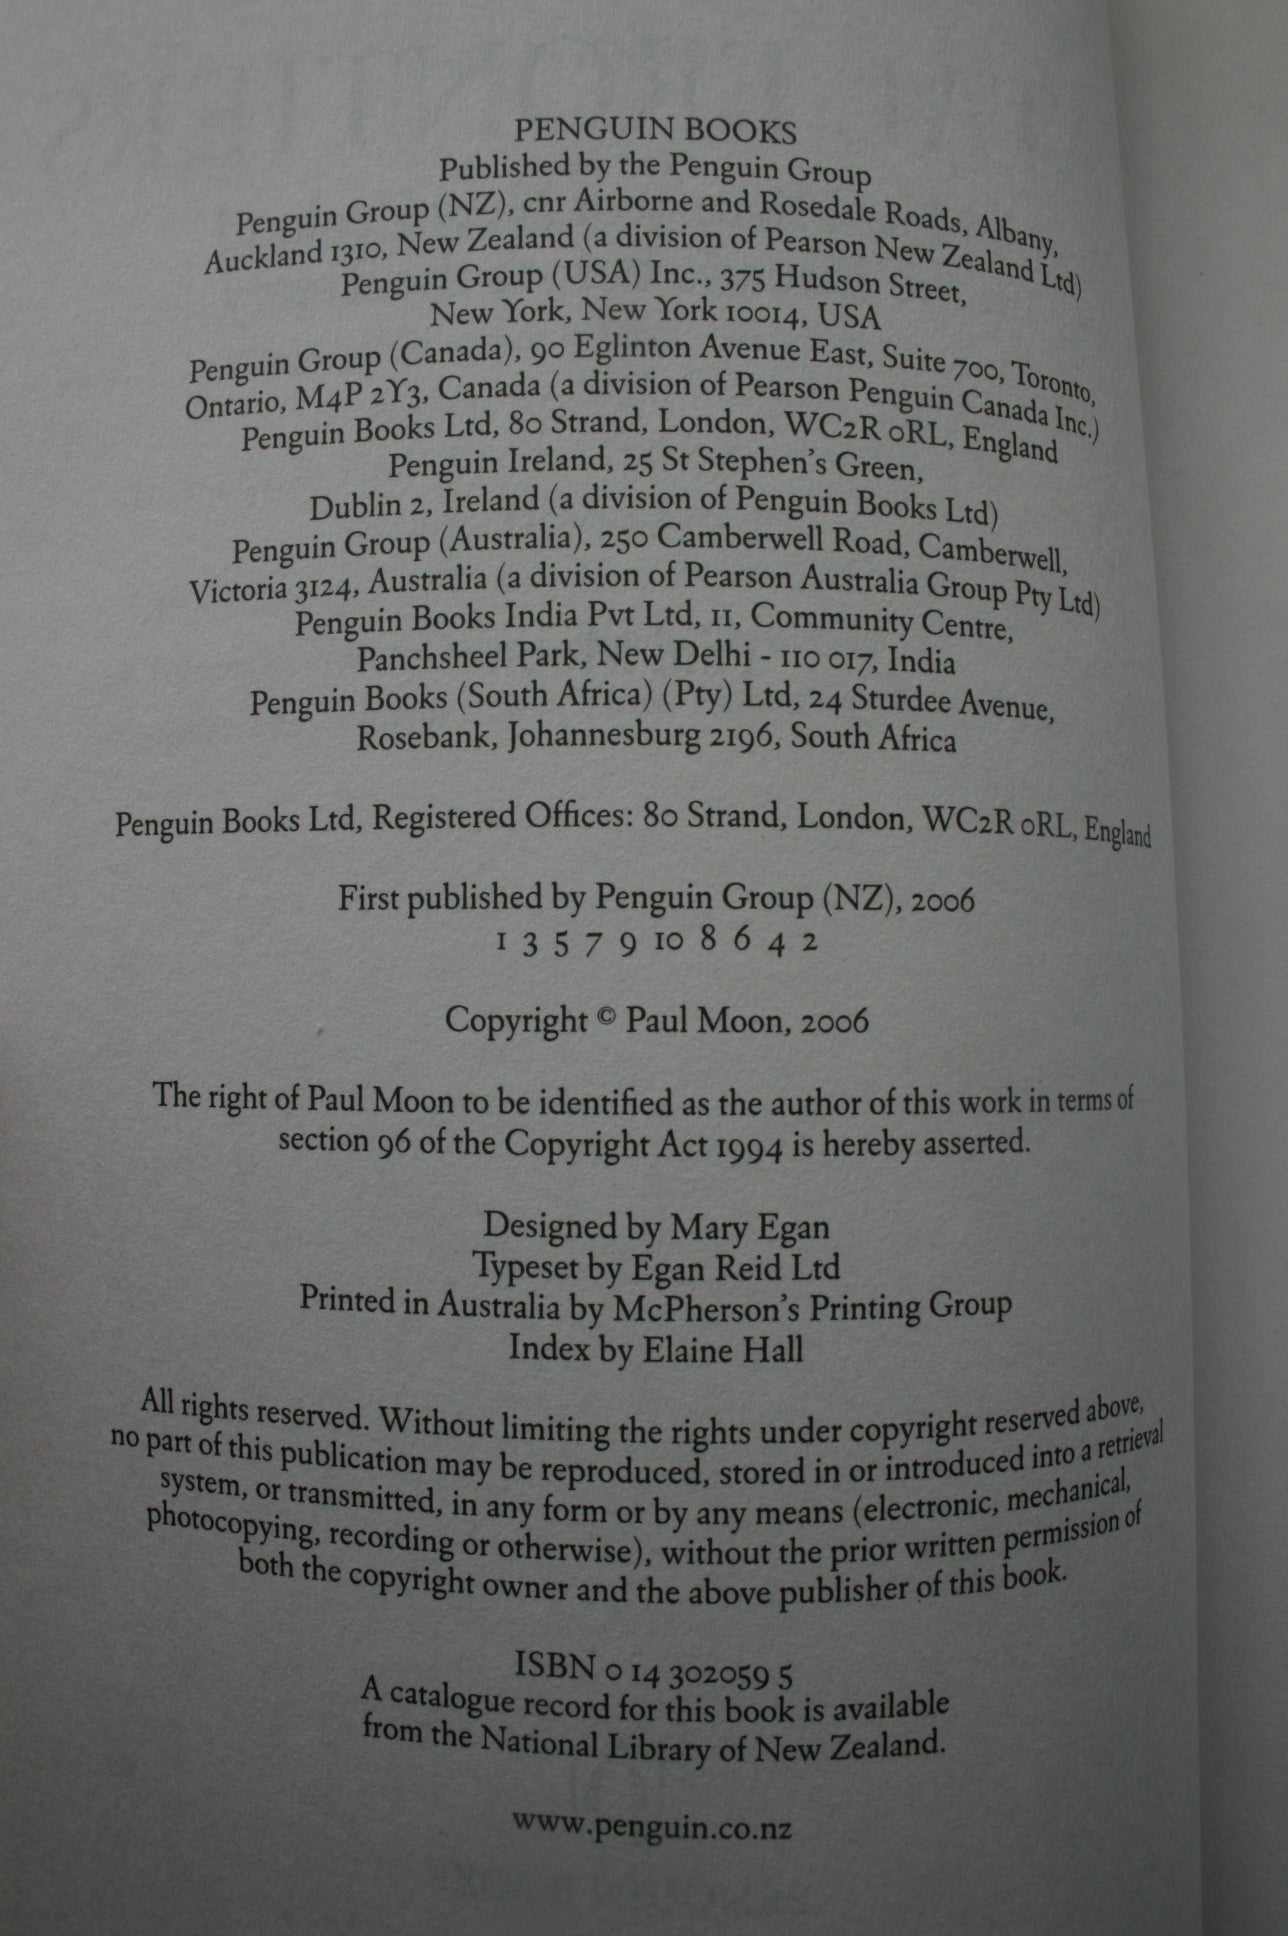 PENGUIN BOOKS
Published by the Penguin Group
Penguin Group (NZ), cnr Airborne and Rosedale Roads, Albany,
Auckland 1310, New Zealand (a division of Pearson New Zealand Ltd)
Penguin Group (USA) Inc., 375 Hudson Street,
New York, New York 10014, USA
Penguin Group (Canada), 90 Eglinton Avenue East, Suite 700, Toronto,
Ontario, M4P 2Y3, Canada (a division of Pearson Penguin Canada Inc.)
Penguin Books Ltd, 80 Strand, London, WC2R 0RL, England
Penguin Ireland, 25 St Stephen's Green,
Dublin 2, Ireland (a division of Penguin Books Ltd)
Penguin Group (Australia), 250 Camberwell Road, Camberwell,
Victoria 3124, Australia (a division of Pearson Australia Group Pty Ltd)
Penguin Books India Pvt Ltd, 11, Community Centre,
Panchsheel Park, New Delhi - 110 017, India
Penguin Books (South Africa) (Pty) Ltd, 24 Sturdee Avenue,
Rosebank, Johannesburg 2196, South Africa
Penguin Books Ltd, Registered Offices: 80 Strand, London, WC2R 0RL, England
First published by Penguin Group (NZ), 2006
1 3 5 7 9 10 8 6 4 2
Copyright © Paul Moon, 2006
The right of Paul Moon to be identified as the author of this work in terms of
section 96 of the Copyright Act 1994 is hereby asserted.
Designed by Mary Egan
Typeset by Egan Reid Ltd
Printed in Australia by McPherson's Printing Group
Index by Elaine Hall
All rights reserved. Without limiting the rights under copyright reserved above,
no part of this publication may be reproduced, stored in or introduced into a retrieval
system, or transmitted, in any form or by any means (electronic, mechanical,
photocopying, recording or otherwise), without the prior written permission of
both the copyright owner and the above publisher of this book.
ISBN 0 14 302059 5
A catalogue record for this book is available
from the National Library of New Zealand.
www.penguin.co.nz